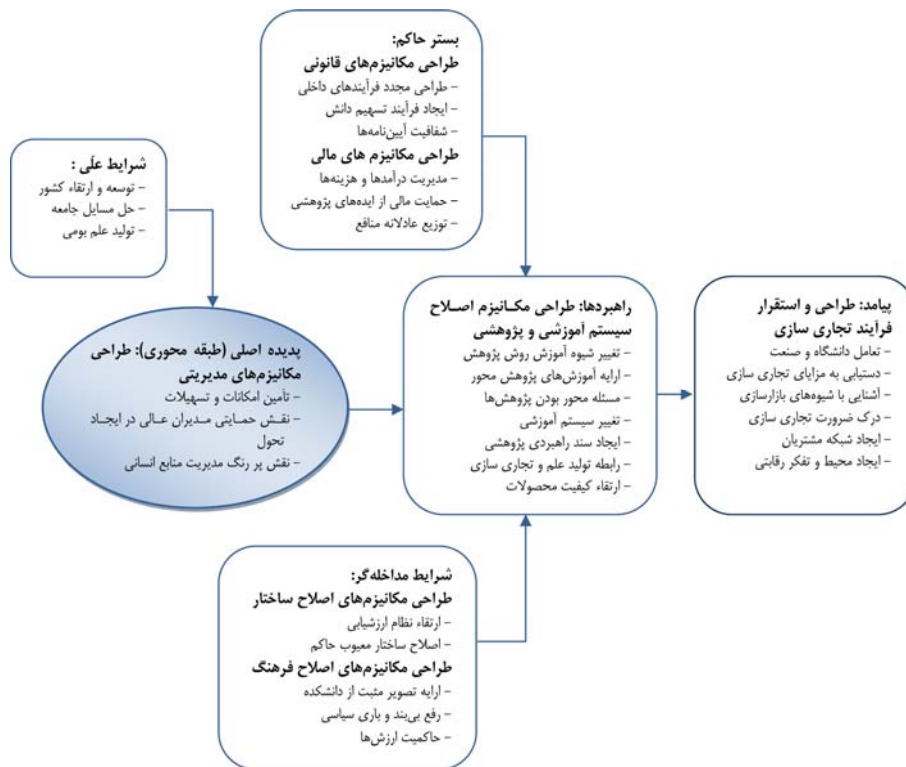 بستر حاکم:
طراحی مکانیزم‌های قانونی
- طراحی مجدد فرآیندهای داخلی
- ایجاد فرآیند تسهیم دانش
- شفافیت آیین‌نامه‌ها
طراحی مکانیزم های مالی
- مدیریت درآمدها و هزینه‌ها
- حمایت مالی از ایده‌های پژوهشی
- توزیع عادلانه منافع
شرایط علّی :
- توسعه و ارتقاء کشور
- حل مسایل جامعه
- تولید علم بومی
پدیده اصلی (طبقه محوری): طراحی
مکانیزم‌های مدیریتی
- تأمین امکانات و تسهیلات
- نقش حمایتی مدیران عالی در ایجاد
تحول
- نقش پر رنگ مدیریت منابع انسانی
راهبردها: طراحی مکانیزم اصلاح
سیستم آموزشی و پژوهشی
- تغییر شیوه آموزش روش پژوهش
- ارایه آموزش‌های پژوهش محور
- مسئله محور بودن پژوهش‌ها
- تغییر سیستم آموزشی
- ایجاد سند راهبردی پژوهشی
- رابطه تولید علم و تجاری سازی
- ارتقاء کیفیت محصولات
پیامد: طراحی و استقرار
فرآیند تجاری سازی
- تعامل دانشگاه و صنعت
- دستیابی به مزایای تجاری سازی
- آشنایی با شیوه‌های بازارسازی
- درک ضرورت تجاری سازی
- ایجاد شبکه مشتریان
- ایجاد محیط و تفکر رقابتی
شرایط مداخله‌گر:
طراحی مکانیزم‌های اصلاح ساختار
- ارتقاء نظام ارزشیابی
- اصلاح ساختار معیوب حاکم
طراحی مکانیزم‌های اصلاح فرهنگ
- ارایه تصویر مثبت از دانشکده
- رفع بی‌بند و باری سیاسی
- حاکمیت ارزش‌ها